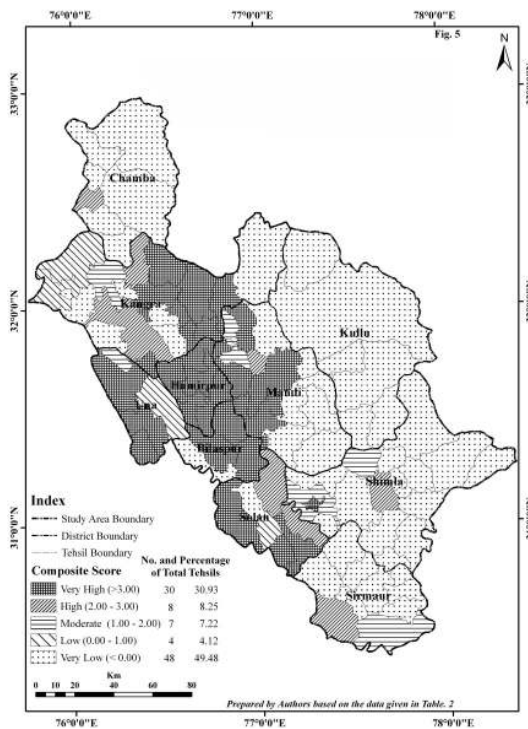 76°0'0"E 77°0'0"E 78°0'0"E
Fig. 5
N
33°0'0"N
Chamba
32°0'0"N
Kangra
Kullu
Hamirpur
Mandi
Una
Bilaspur
Shimla
31°0'0"N
Solan
Sirmaur
Index
Study Area Boundary
District Boundary
Tehsil Boundary
Composite Score No. and Percentage of Total Tehsils
Very High (>3.00) 30 30.93
High (2.00 - 3.00) 8 8.25
Moderate (1.00 - 2.00) 7 7.22
Low (0.00 - 1.00) 4 4.12
Very Low (< 0.00) 48 49.48
Km
0 10 20 40 60 80
Prepared by Authors based on the data given in Table. 2
76°0'0"E 77°0'0"E 78°0'0"E